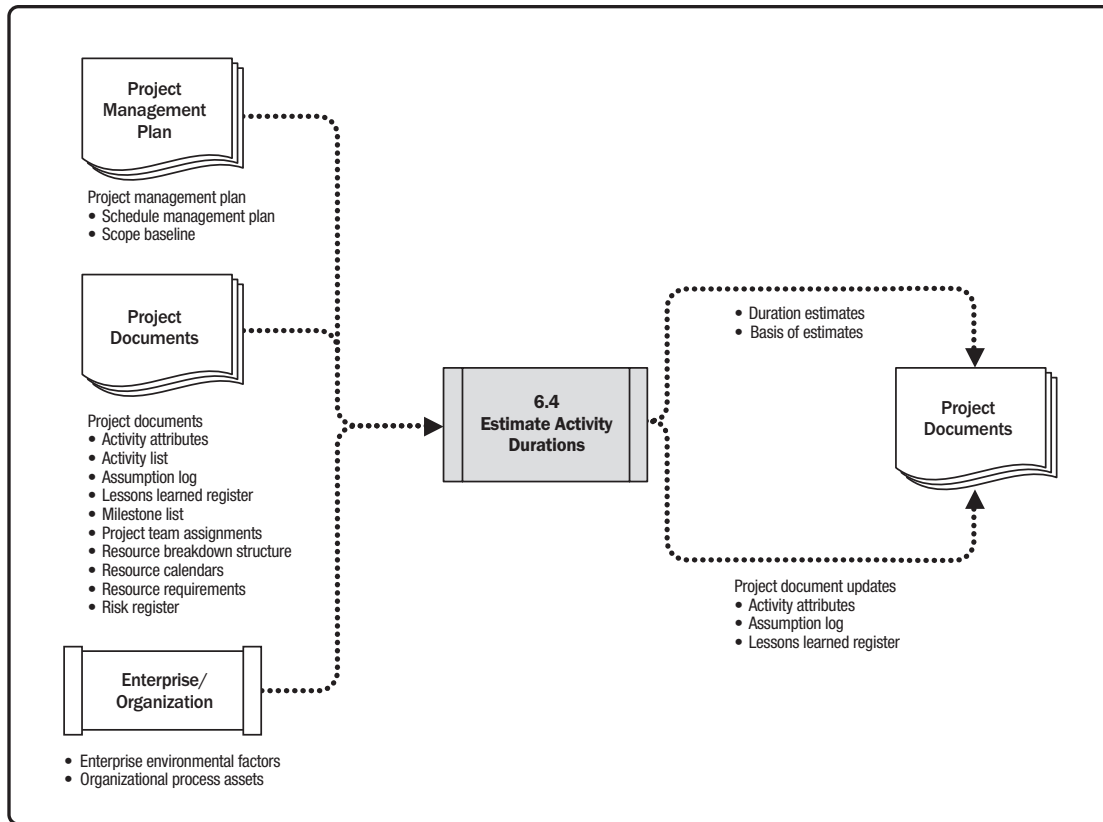 Project
Management
Plan
Project management plan
• Schedule management plan
• Scope baseline
Project
Documents
Project documents
• Activity attributes
• Activity list
• Assumption log
• Lessons learned register
• Milestone list
• Project team assignments
• Resource breakdown structure
• Resource calendars
• Resource requirements
• Risk register
Enterprise/
Organization
• Enterprise environmental factors
• Organizational process assets
6.4
Estimate Activity
Durations
• Duration estimates
• Basis of estimates
Project
Documents
Project document updates
• Activity attributes
• Assumption log
• Lessons learned register